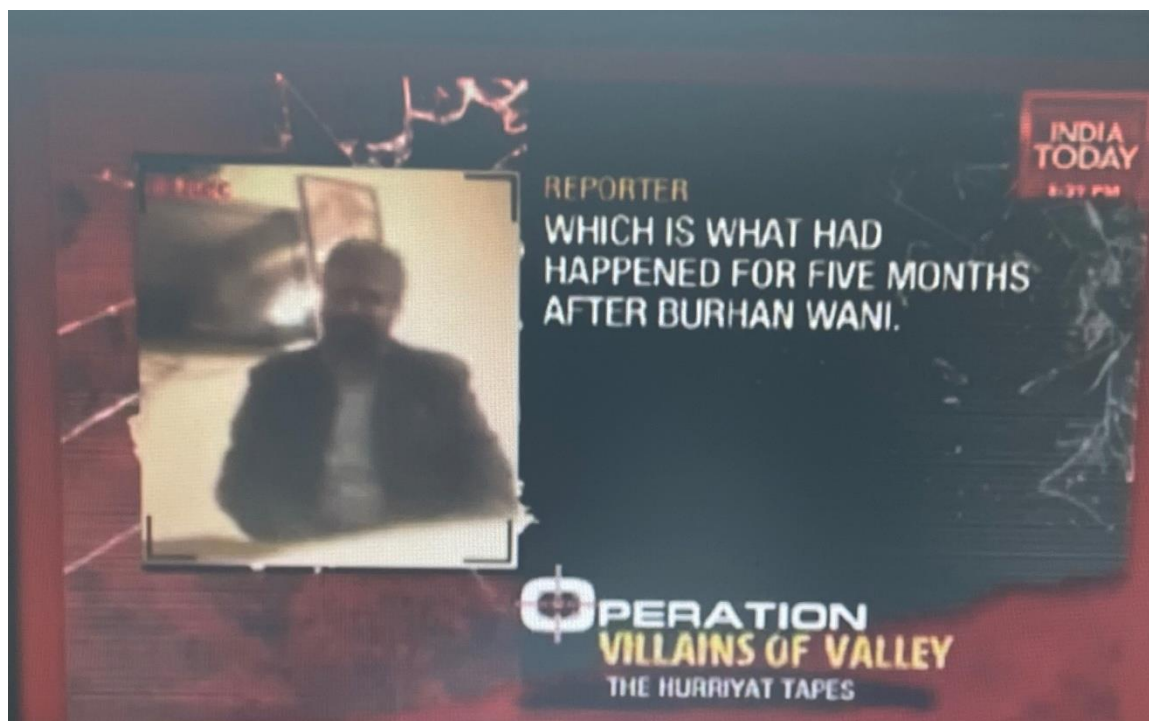 INDIA
TODAY
REPORTER
WHICH IS WHAT HAD
HAPPENED FOR FIVE MONTHS
AFTER BURHAN WANI.
OPERATION
VILLAINS OF VALLEY
THE HURRIYAT TAPES